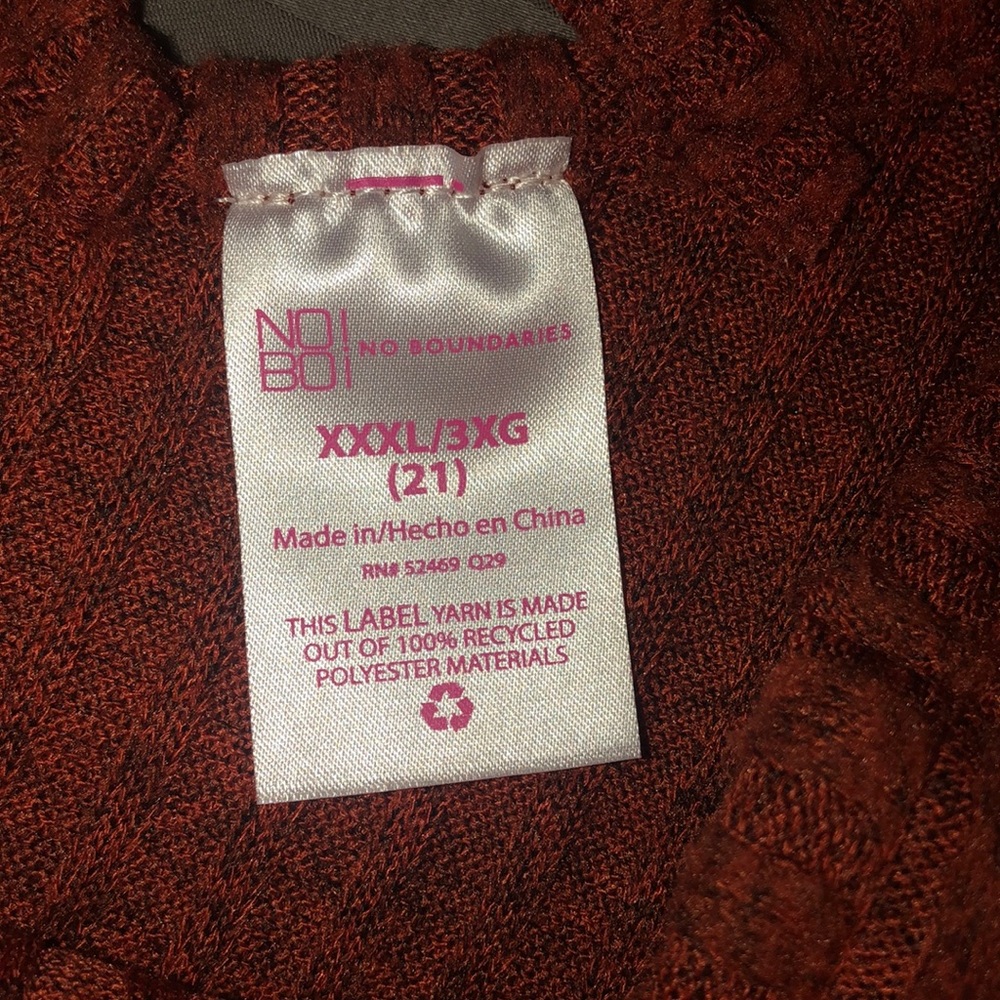 NO
BO
NO BOUNDARIES
XXXL/3XG
(21)
Made in/Hecho en China
RN# 52469 Q29
THIS LABEL YARN IS MADE
OUT OF 100% RECYCLED
POLYESTER MATERIALS